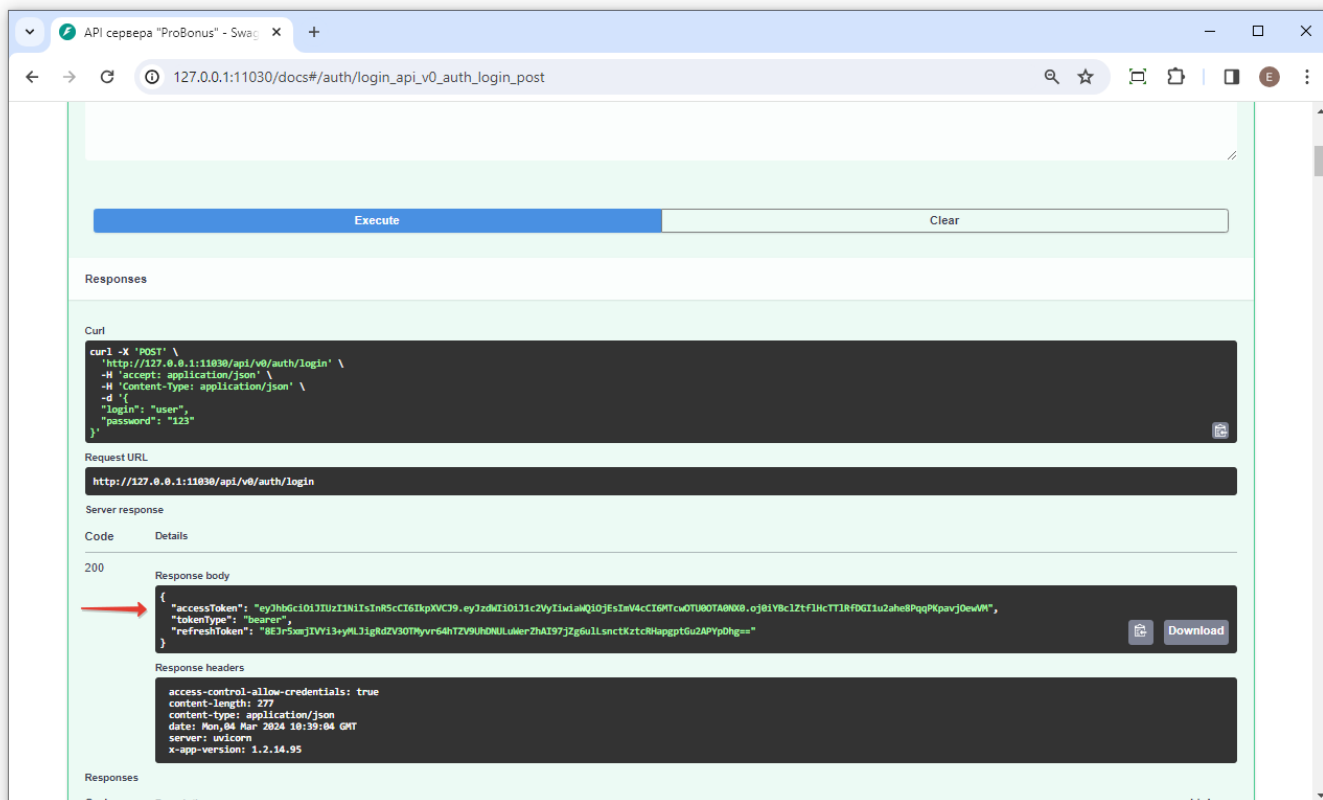 API сервера "ProBonus" - Swag
127.0.0.1:11030/docs#/auth/login_api_v0_auth_login_post
E
Execute
Clear
Responses
Curl
curl -X 'POST' \
'http://127.0.0.1:11030/api/v0/auth/login' \
-H 'accept: application/json' \
-H 'Content-Type: application/json' \
-d '{
"login": "user",
"password": "123"
}'
Request URL
http://127.0.0.1:11030/api/v0/auth/login
Server response
Code
Details
200
Response body
{
"accessToken":
"tokenType": "bearer",
"refreshToken":
}
Download
Response headers
access-control-allow-credentials: true
content-length: 277
content-type: application/json
date: Mon,04 Mar 2024 10:39:04 GMT
server: uvicorn
x-app-version: 1.2.14.95
Responses